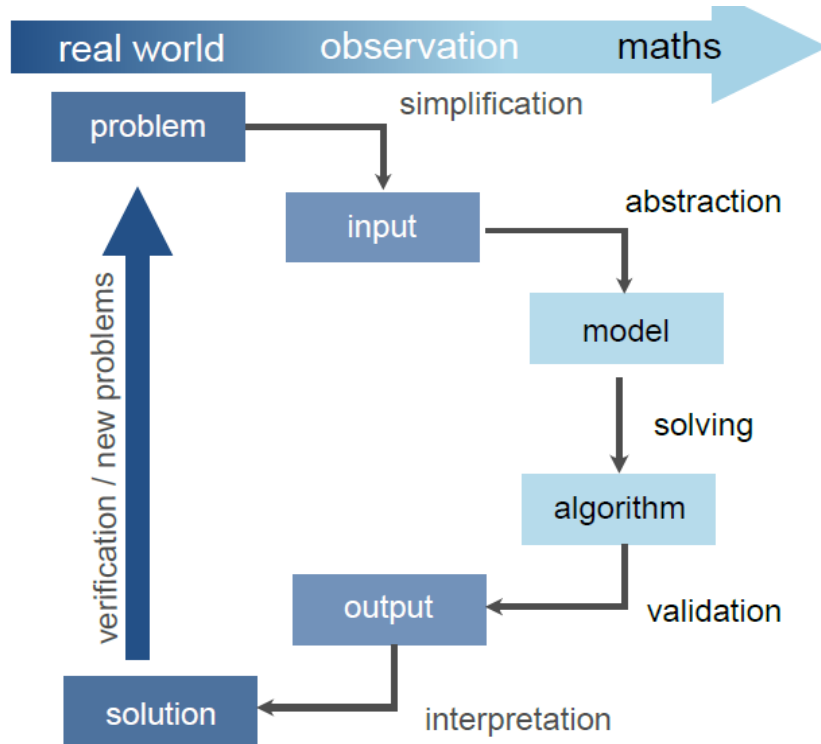 real world observation maths
simplification
problem
abstraction
input
model
solving
algorithm
validation
output
interpretation
solution
verification / new problems